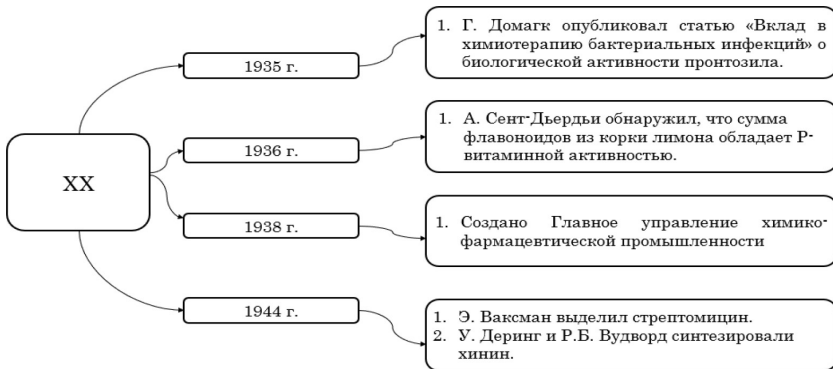 XX
1935 г.
1. Г. Домагк опубликовал статью «Вклад в
химиотерапию бактериальных инфекций» о
биологической активности пронтозила.
1936 г.
1. А. Сент-Дьердьи обнаружил, что сумма
флавоноидов из корки лимона обладает Р-
витаминной активностью.
1938 г.
1. Создано Главное управление химико-
фармацевтической промышленности
1944 г.
1. Э. Ваксман выделил стрептомицин.
2. У. Деринг и Р.Б. Вудворд синтезировали
хинин.